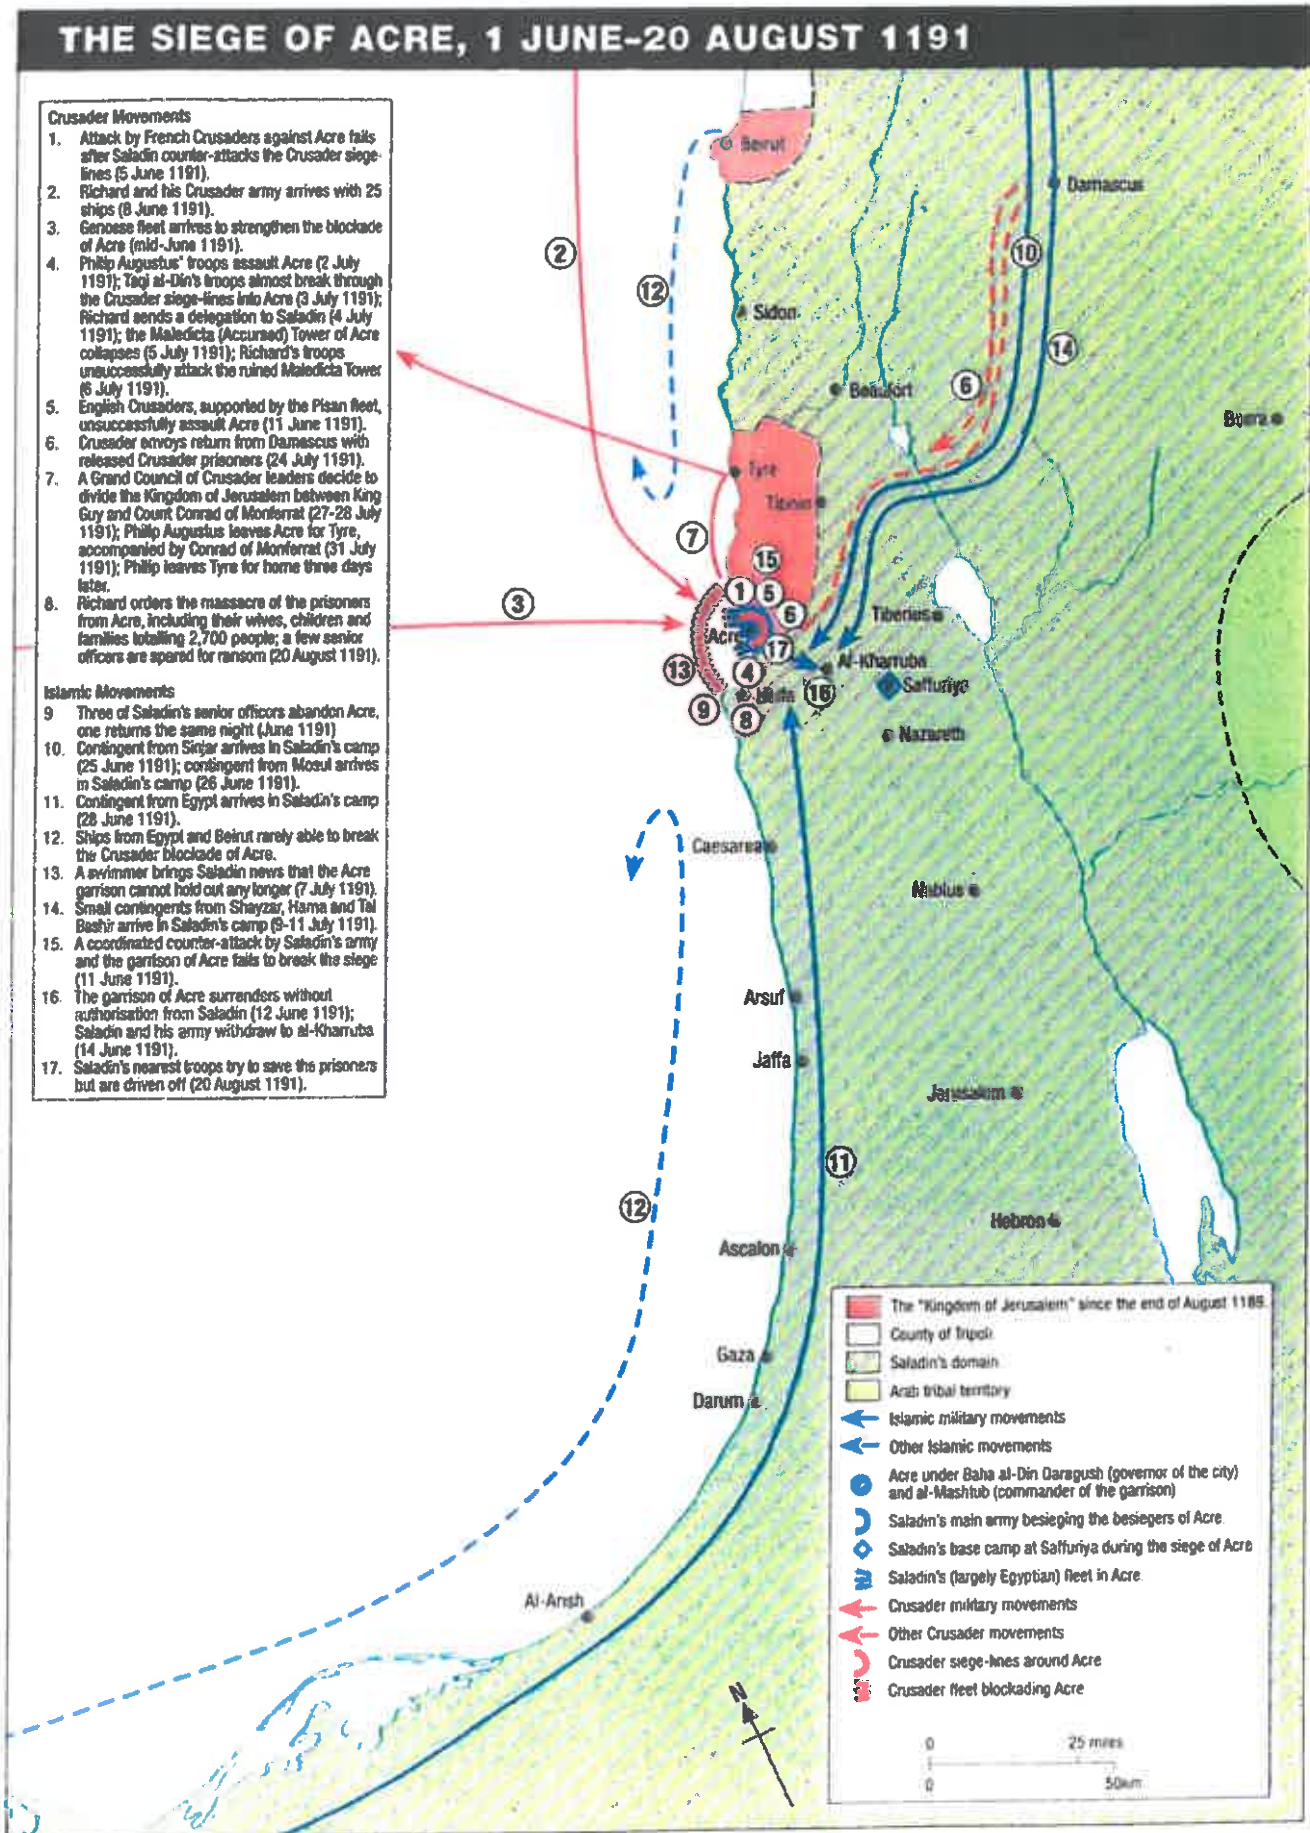 THE SIEGE OF ACRE, 1 JUNE–20 AUGUST 1191
Crusader Movements
1. Attack by French Crusaders against Acre fails
after Saladin counter-attacks the Crusader siege-
lines (5 June 1191).
2. Richard and his Crusader army arrives with 25
ships (8 June 1191).
3. Genoese fleet arrives to strengthen the blockade
of Acre (mid-June 1191).
4. Philip Augustus' troops assault Acre (2 July
1191); Taqi al-Din's troops almost break through
the Crusader siege-lines into Acre (3 July 1191);
Richard sends a delegation to Saladin (4 July
1191); the Maledicta (Accursed) Tower of Acre
collapses (5 July 1191); Richard's troops
unsuccessfully attack the ruined Maledicta Tower
(6 July 1191).
5. English Crusaders, supported by the Pisan fleet,
unsuccessfully assault Acre (11 June 1191).
6. Crusader envoys return from Damascus with
released Crusader prisoners (24 July 1191).
7. A Grand Council of Crusader leaders decide to
divide the Kingdom of Jerusalem between King
Guy and Count Conrad of Monferrat (27-28 July
1191); Philip Augustus leaves Acre for Tyre,
accompanied by Conrad of Monferrat (31 July
1191); Philip leaves Tyre for home three days
later.
8. Richard orders the massacre of the prisoners
from Acre, including their wives, children and
families totalling 2,700 people; a few senior
officers are spared for ransom (20 August 1191).
Islamic Movements
9 Three of Saladin's senior officers abandon Acre,
one returns the same night (June 1191)
10. Contingent from Sinjar arrives in Saladin's camp
(25 June 1191); contingent from Mosul arrives
in Saladin's camp (26 June 1191).
11. Contingent from Egypt arrives in Saladin's camp
(28 June 1191).
12. Ships from Egypt and Beirut rarely able to break
the Crusader blockade of Acre.
13. A swimmer brings Saladin news that the Acre
garrison cannot hold out any longer (7 July 1191).
14. Small contingents from Shayzar, Hama and Tal
Bashir arrive in Saladin's camp (9-11 July 1191).
15. A coordinated counter-attack by Saladin's army
and the garrison of Acre fails to break the siege
(11 June 1191).
16. The garrison of Acre surrenders without
authorisation from Saladin (12 June 1191);
Saladin and his army withdraw to al-Kharruba
(14 June 1191).
17. Saladin's nearest troops try to save the prisoners
but are driven off (20 August 1191).
Beirut
Damascus
2
10
12
Sidon
14
6
Beaufort
Bosra
Tyre
Tibnin
7
15
1
5
3
6
Tiberias
Acre
17
Al-Kharruba
13
4
16
Saffuriya
Haifa
9
8
Nazareth
Caesarea
Nablus
Arsuf
Jaffa
Jerusalem
11
12
Hebron
Ascalon
Gaza
Darum
Al-Arish
N
The "Kingdom of Jerusalem" since the end of August 1189.
County of Tripoli
Saladin's domain
Arab tribal territory
Islamic military movements
Other Islamic movements
Acre under Baha al-Din Qaragush (governor of the city)
and al-Mashtub (commander of the garrison)
Saladin's main army besieging the besiegers of Acre
Saladin's base camp at Saffuriya during the siege of Acre
Saladin's (largely Egyptian) fleet in Acre
Crusader military movements
Other Crusader movements
Crusader siege-lines around Acre
Crusader fleet blockading Acre
0 25 miles
0 50km